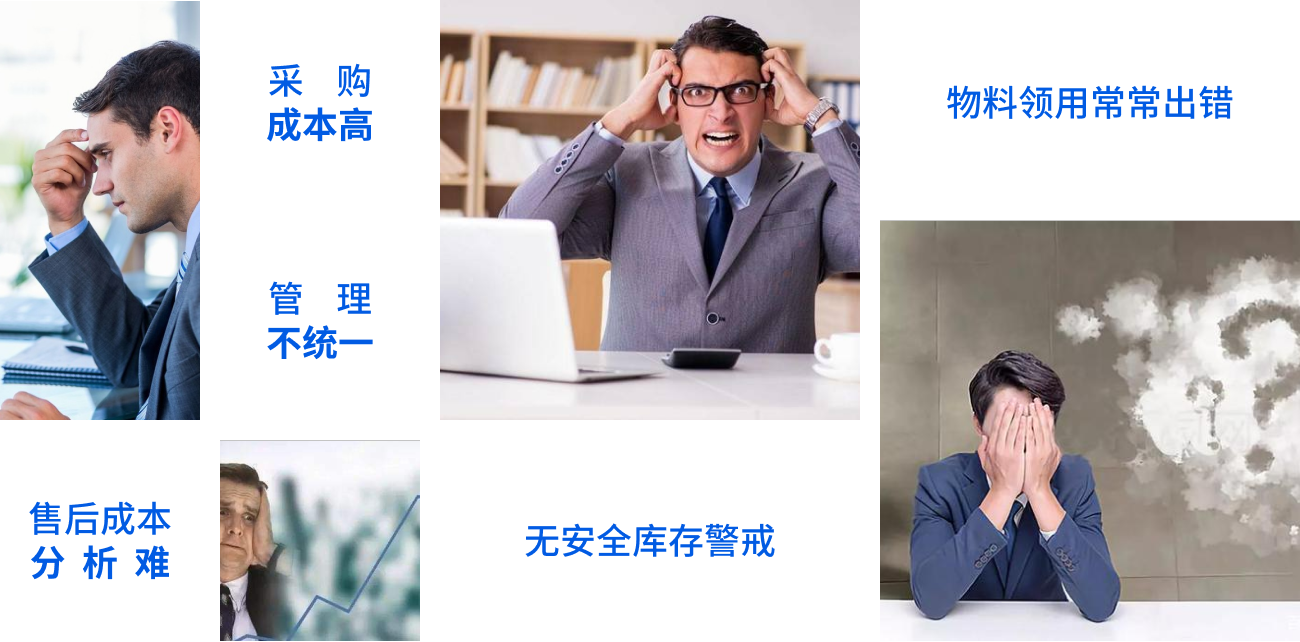 采 购
成本高
物料领用常常出错
管 理
不统一
售后成本
分 析 难
无安全库存警戒